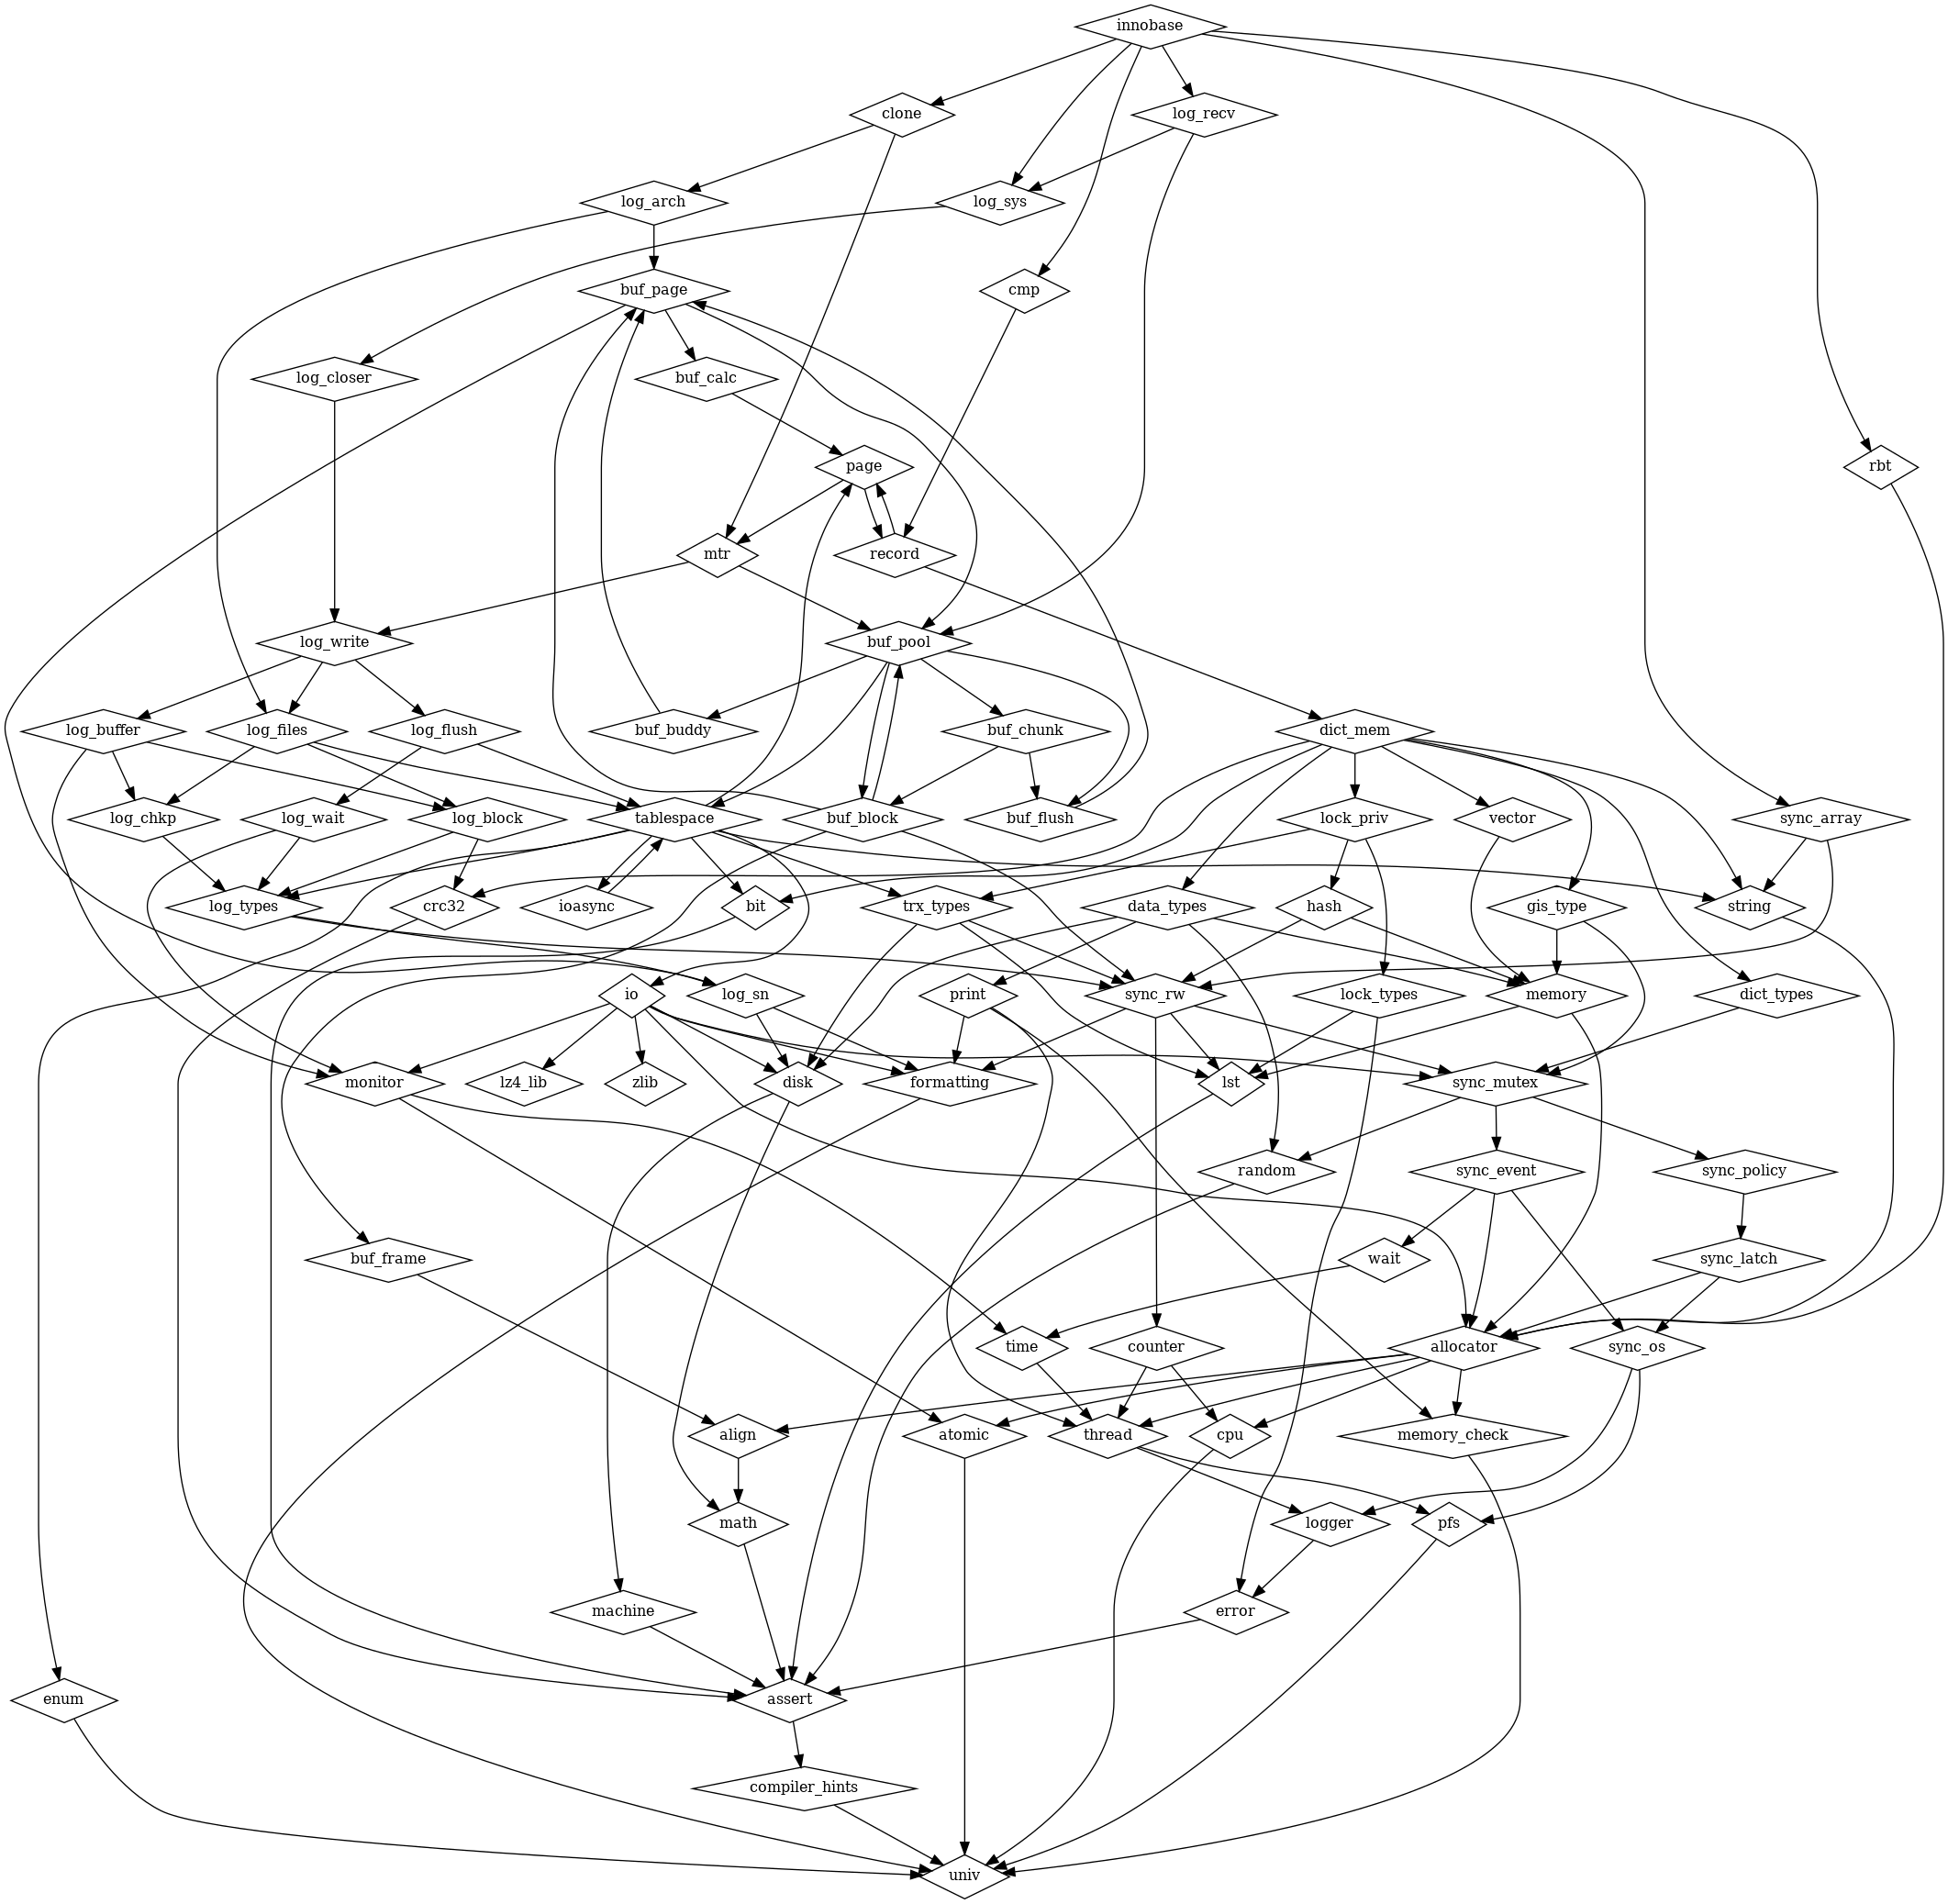 innobase
clone
log_recv
log_arch
log_sys
buf_page
cmp
log_closer
buf_calc
page
rbt
mtr
record
log_write
buf_pool
log_buffer
log_files
log_flush
buf_buddy
buf_chunk
dict_mem
log_chkp
log_wait
log_block
tablespace
buf_block
buf_flush
lock_priv
vector
sync_array
log_types
crc32
ioasync
bit
trx_types
data_types
hash
gis_type
string
io
log_sn
print
sync_rw
lock_types
memory
dict_types
monitor
lz4_lib
zlib
disk
formatting
lst
sync_mutex
random
sync_event
sync_policy
buf_frame
wait
sync_latch
time
counter
allocator
sync_os
align
atomic
thread
cpu
memory_check
math
logger
pfs
machine
error
enum
assert
compiler_hints
univ